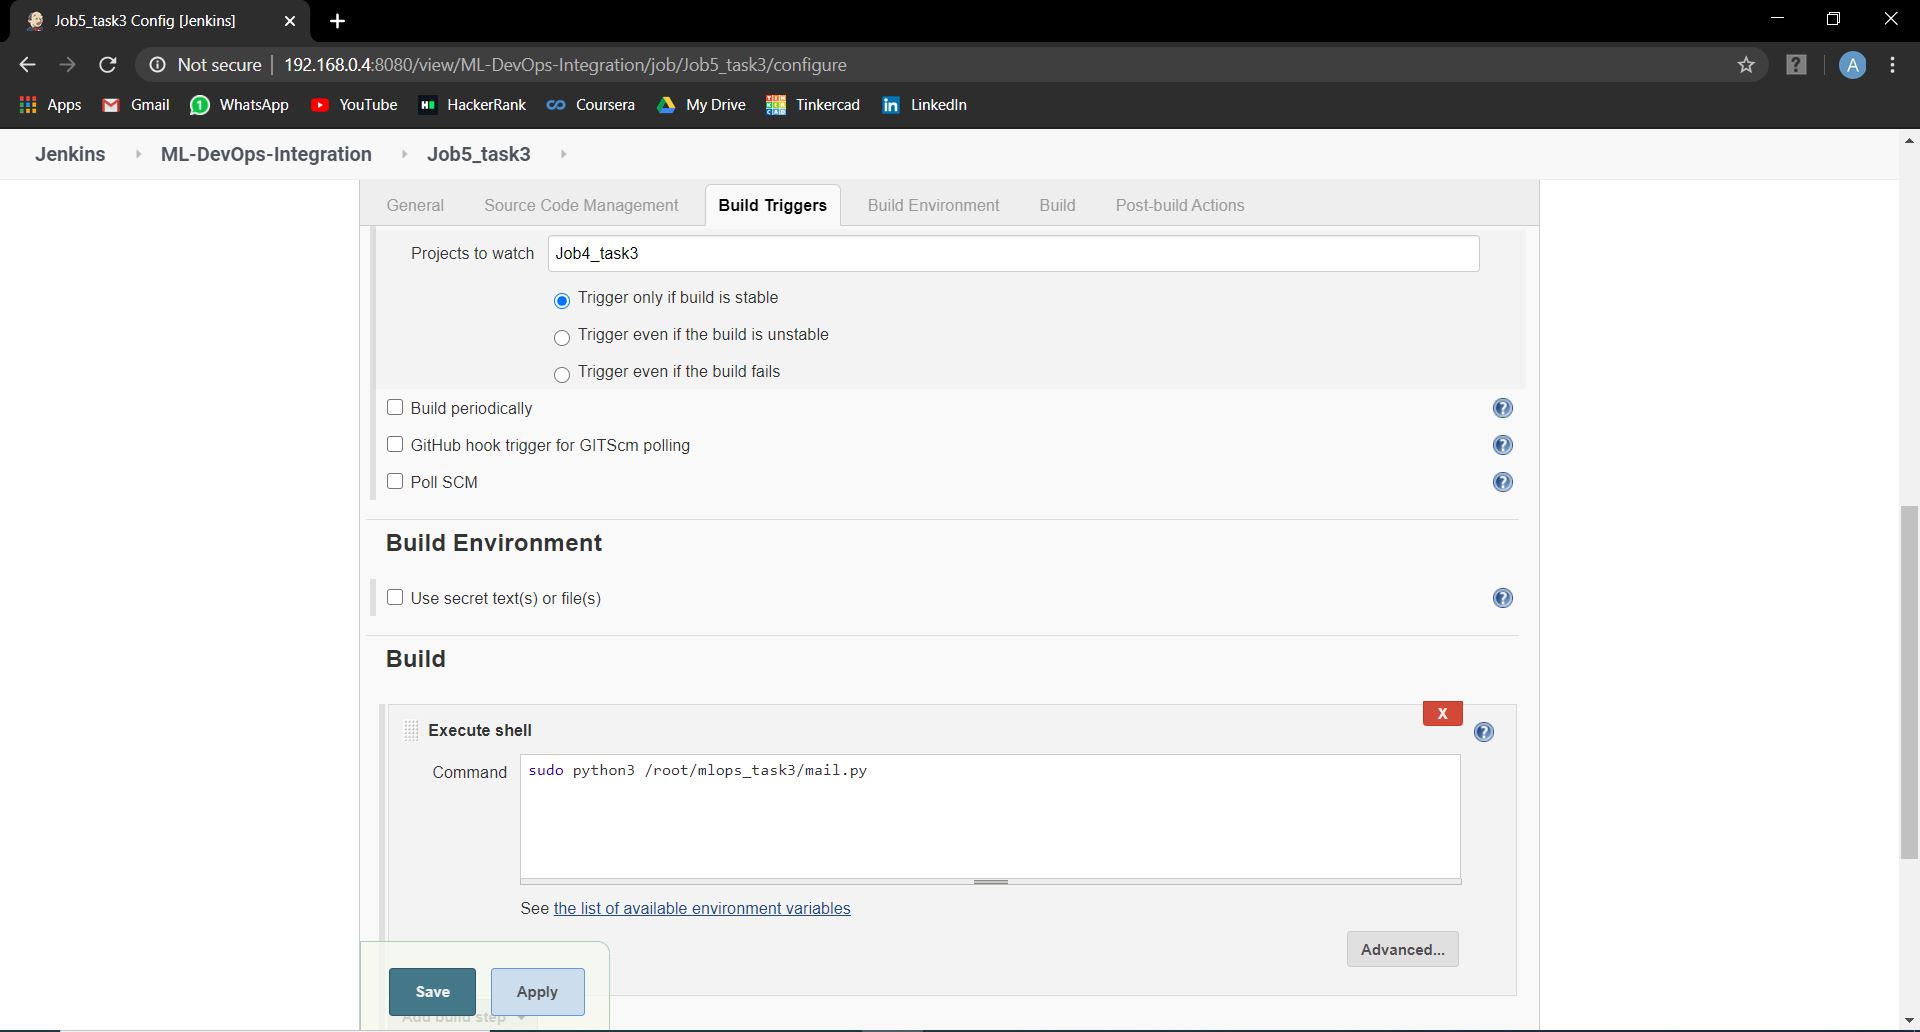 Job5_task3 Config [Jenkins]
Not secure | 192.168.0.4:8080/view/ML-DevOps-Integration/job/Job5_task3/configure
A
Apps Gmail WhatsApp YouTube HackerRank Coursera My Drive Tinkercad LinkedIn
Jenkins ML-DevOps-Integration Job5_task3
General Source Code Management Build Triggers Build Environment Build Post-build Actions
Projects to watch Job4_task3
Trigger only if build is stable
Trigger even if the build is unstable
Trigger even if the build fails
Build periodically
GitHub hook trigger for GITScm polling
Poll SCM
Build Environment
Use secret text(s) or file(s)
Build
X
Execute shell
Command sudo python3 /root/mlops_task3/mail.py
See the list of available environment variables
Advanced...
Save Apply
Add build step